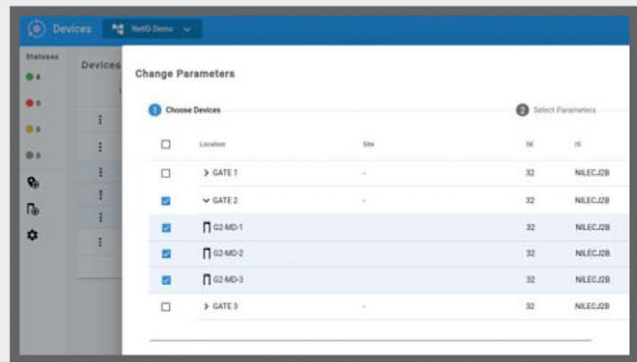 Devices NetID Demo
Statuses
Devices
Change Parameters
1 Choose Devices 2 Select Parameters
Location Site SE IS
GATE 1 - 32 NILECJ2B
GATE 2 - 32 NILECJ2B
G2-MD-1 32 NILECJ2B
G2-MD-2 32 NILECJ2B
G2-MD-3 32 NILECJ2B
GATE 3 - 32 NILECJ2B